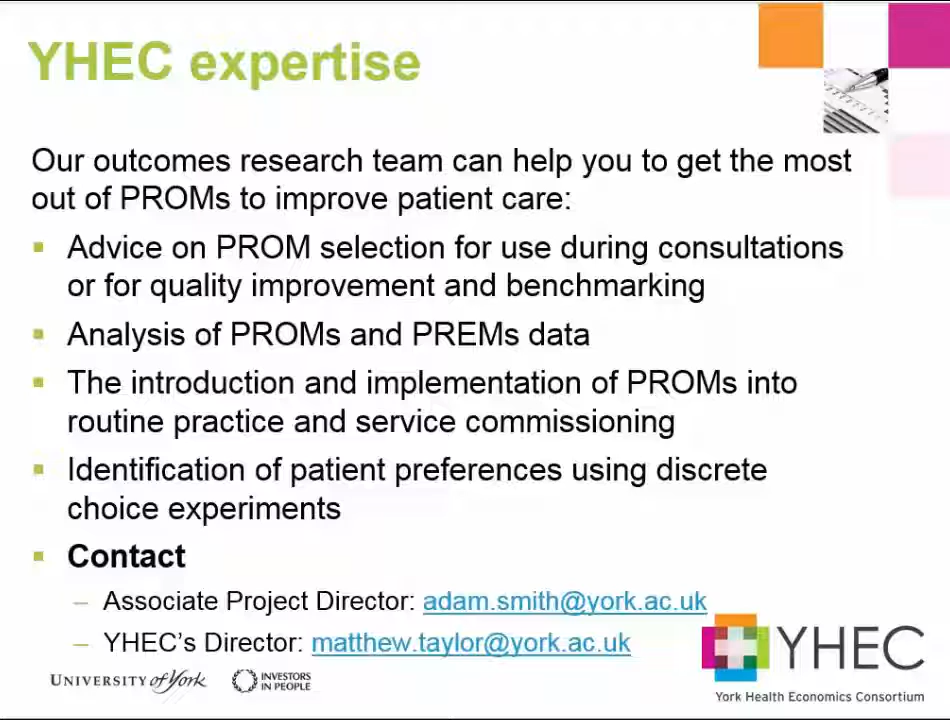 YHEC expertise
Our outcomes research team can help you to get the most
out of PROMs to improve patient care:
Advice on PROM selection for use during consultations
or for quality improvement and benchmarking
Analysis of PROMs and PREMs data
The introduction and implementation of PROMs into
routine practice and service commissioning
Identification of patient preferences using discrete
choice experiments
Contact
– Associate Project Director: adam.smith@york.ac.uk
– YHEC’s Director: matthew.taylor@york.ac.uk
UNIVERSITY of York
INVESTORS
IN PEOPLE
YHEC
York Health Economics Consortium